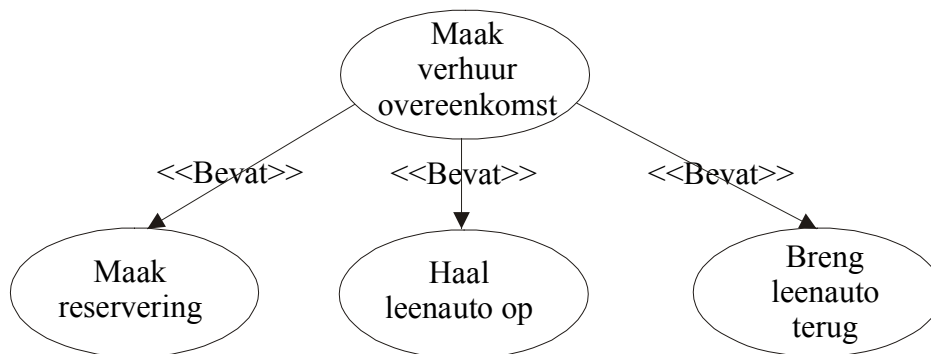 Maak
verhuur
overeenkomst
<<Bevat>>
<<Bevat>>
<<Bevat>>
Maak
reservering
Haal
leenauto op
Breng
leenauto
terug